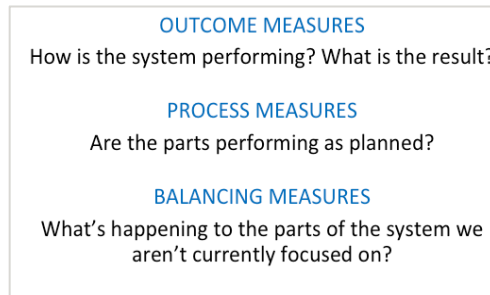 OUTCOME MEASURES
How is the system performing? What is the result?
PROCESS MEASURES
Are the parts performing as planned?
BALANCING MEASURES
What’s happening to the parts of the system we
aren’t currently focused on?